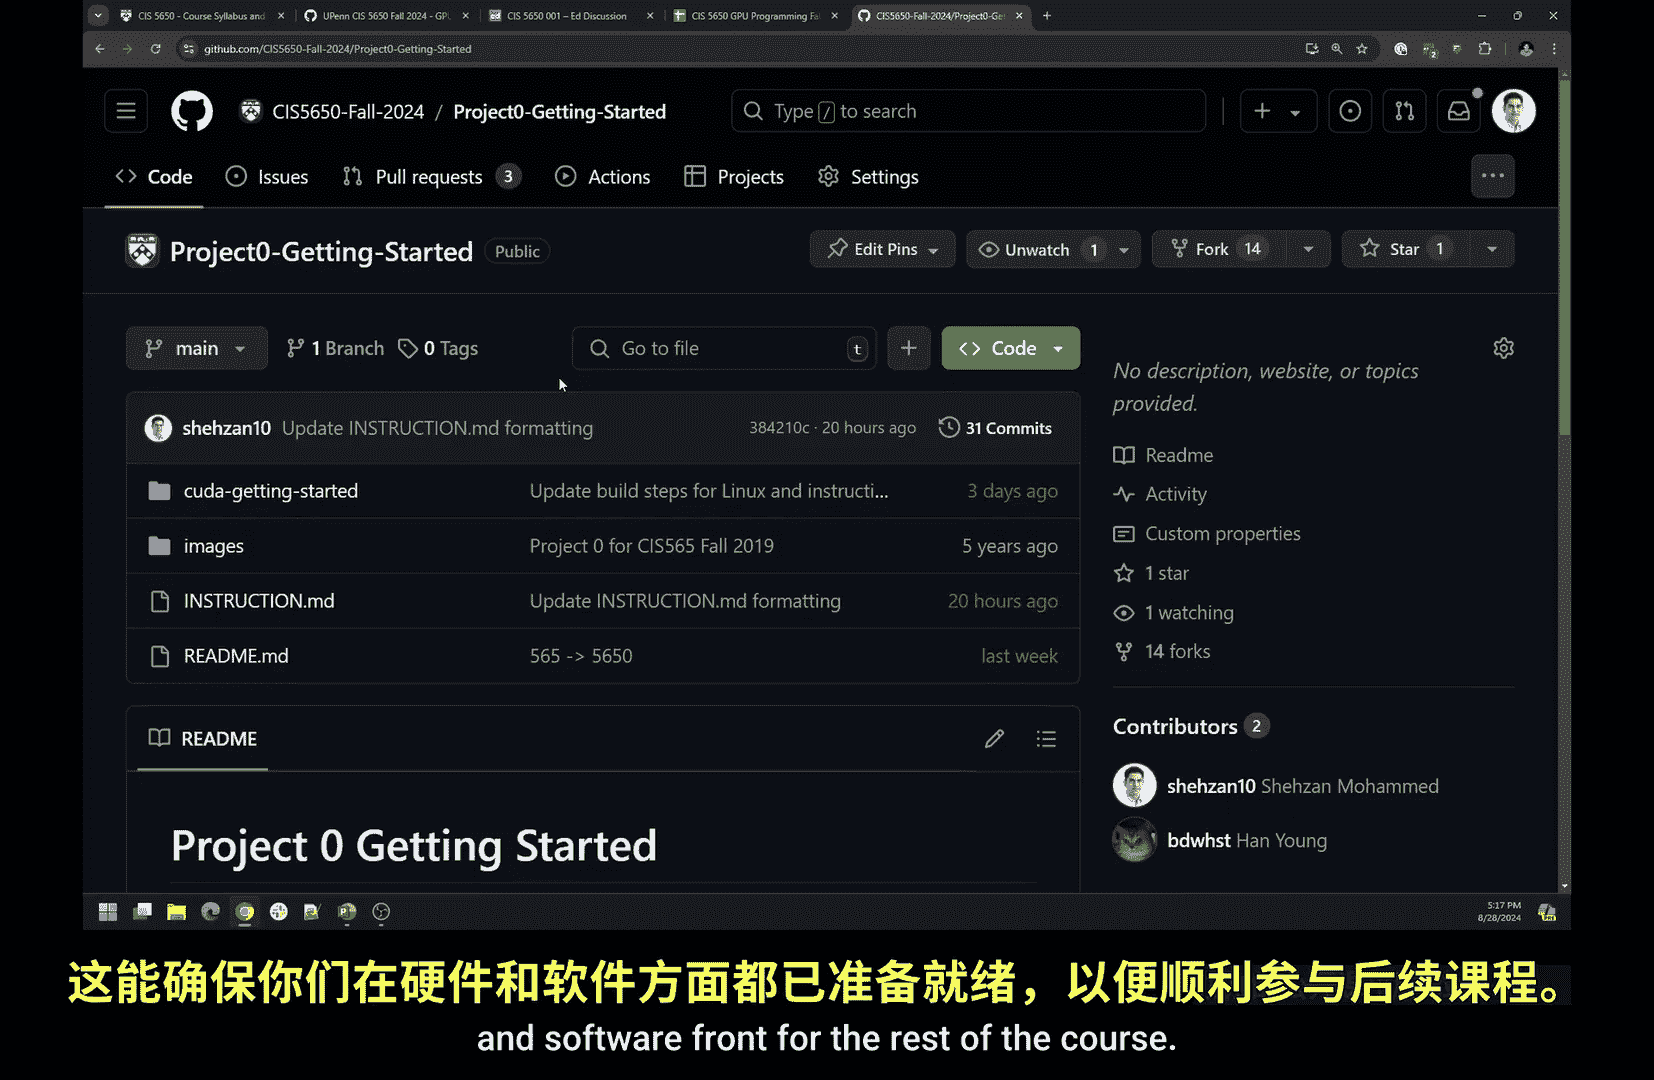 CIS 5650 - Course Syllabus and
UPenn CIS 5650 Fall 2024 - GPU
CIS 5650 001 – Ed Discussion
CIS 5650 GPU Programming Fa
CIS5650-Fall-2024/Project0-Get
github.com/CIS5650-Fall-2024/Project0-Getting-Started
CIS5650-Fall-2024 / Project0-Getting-Started
Type / to search
Code
Issues
Pull requests 3
Actions
Projects
Settings
Project0-Getting-Started Public
Edit Pins
Unwatch 1
Fork 14
Star 1
main
1 Branch
0 Tags
Go to file t
Code
shehzan10 Update INSTRUCTION.md formatting 384210c · 20 hours ago 31 Commits
cuda-getting-started Update build steps for Linux and instructi... 3 days ago
images Project 0 for CIS565 Fall 2019 5 years ago
INSTRUCTION.md Update INSTRUCTION.md formatting 20 hours ago
README.md 565 -> 5650 last week
README
Project 0 Getting Started
No description, website, or topics
provided.
Readme
Activity
Custom properties
1 star
1 watching
14 forks
Contributors 2
shehzan10 Shehzan Mohammed
bdwhst Han Young
5:17 PM
8/28/2024
这能确保你们在硬件和软件方面都已准备就绪，以便顺利参与后续课程。
and software front for the rest of the course.